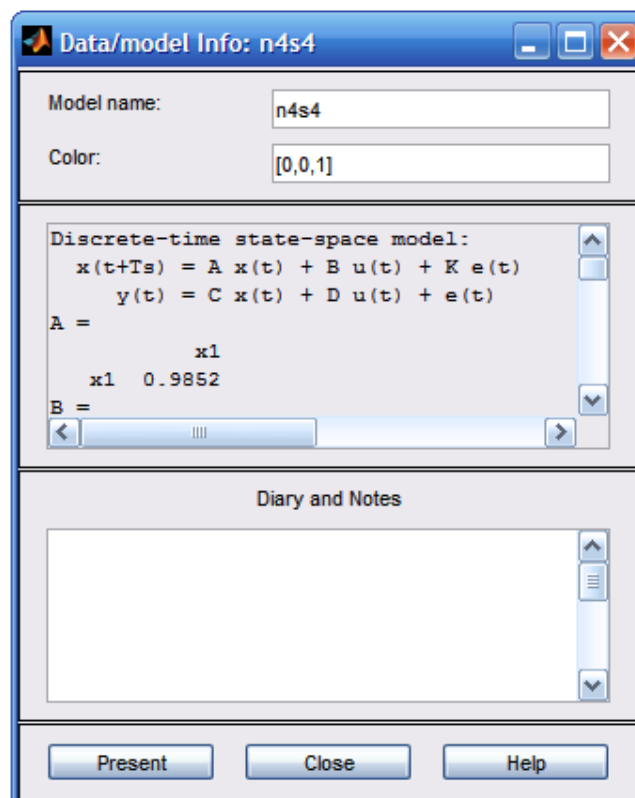 Data/model Info: n4s4
Model name: n4s4
Color: [0,0,1]
Discrete-time state-space model:
x(t+Ts) = A x(t) + B u(t) + K e(t)
y(t) = C x(t) + D u(t) + e(t)
A =
x1
x1 0.9852
B =
Diary and Notes
Present Close Help